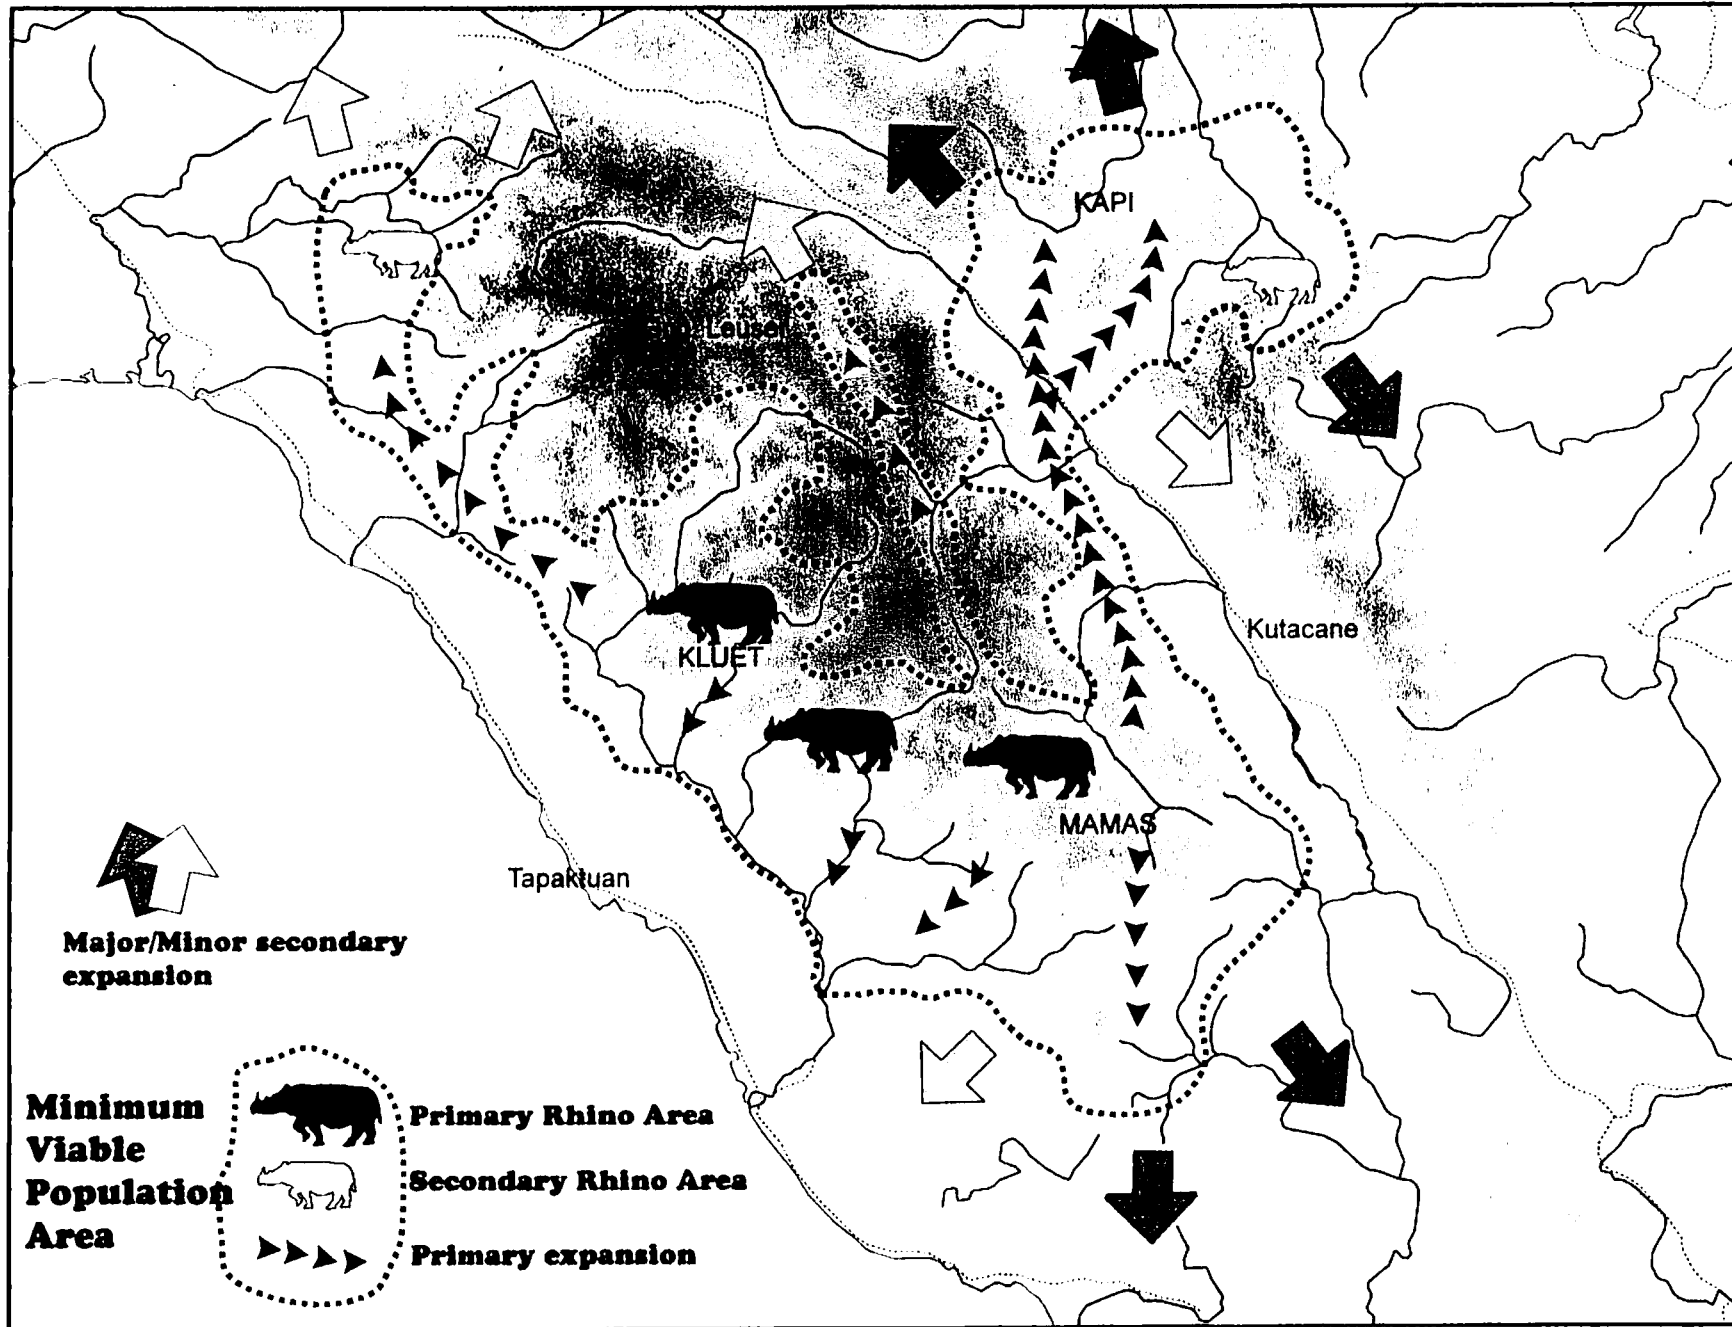 KAPI
Leuser
KLUET
Kutacane
MAMAS
Tapaktuan
Major/Minor secondary
expansion
Minimum
Viable
Population
Area
Primary Rhino Area
Secondary Rhino Area
Primary expansion